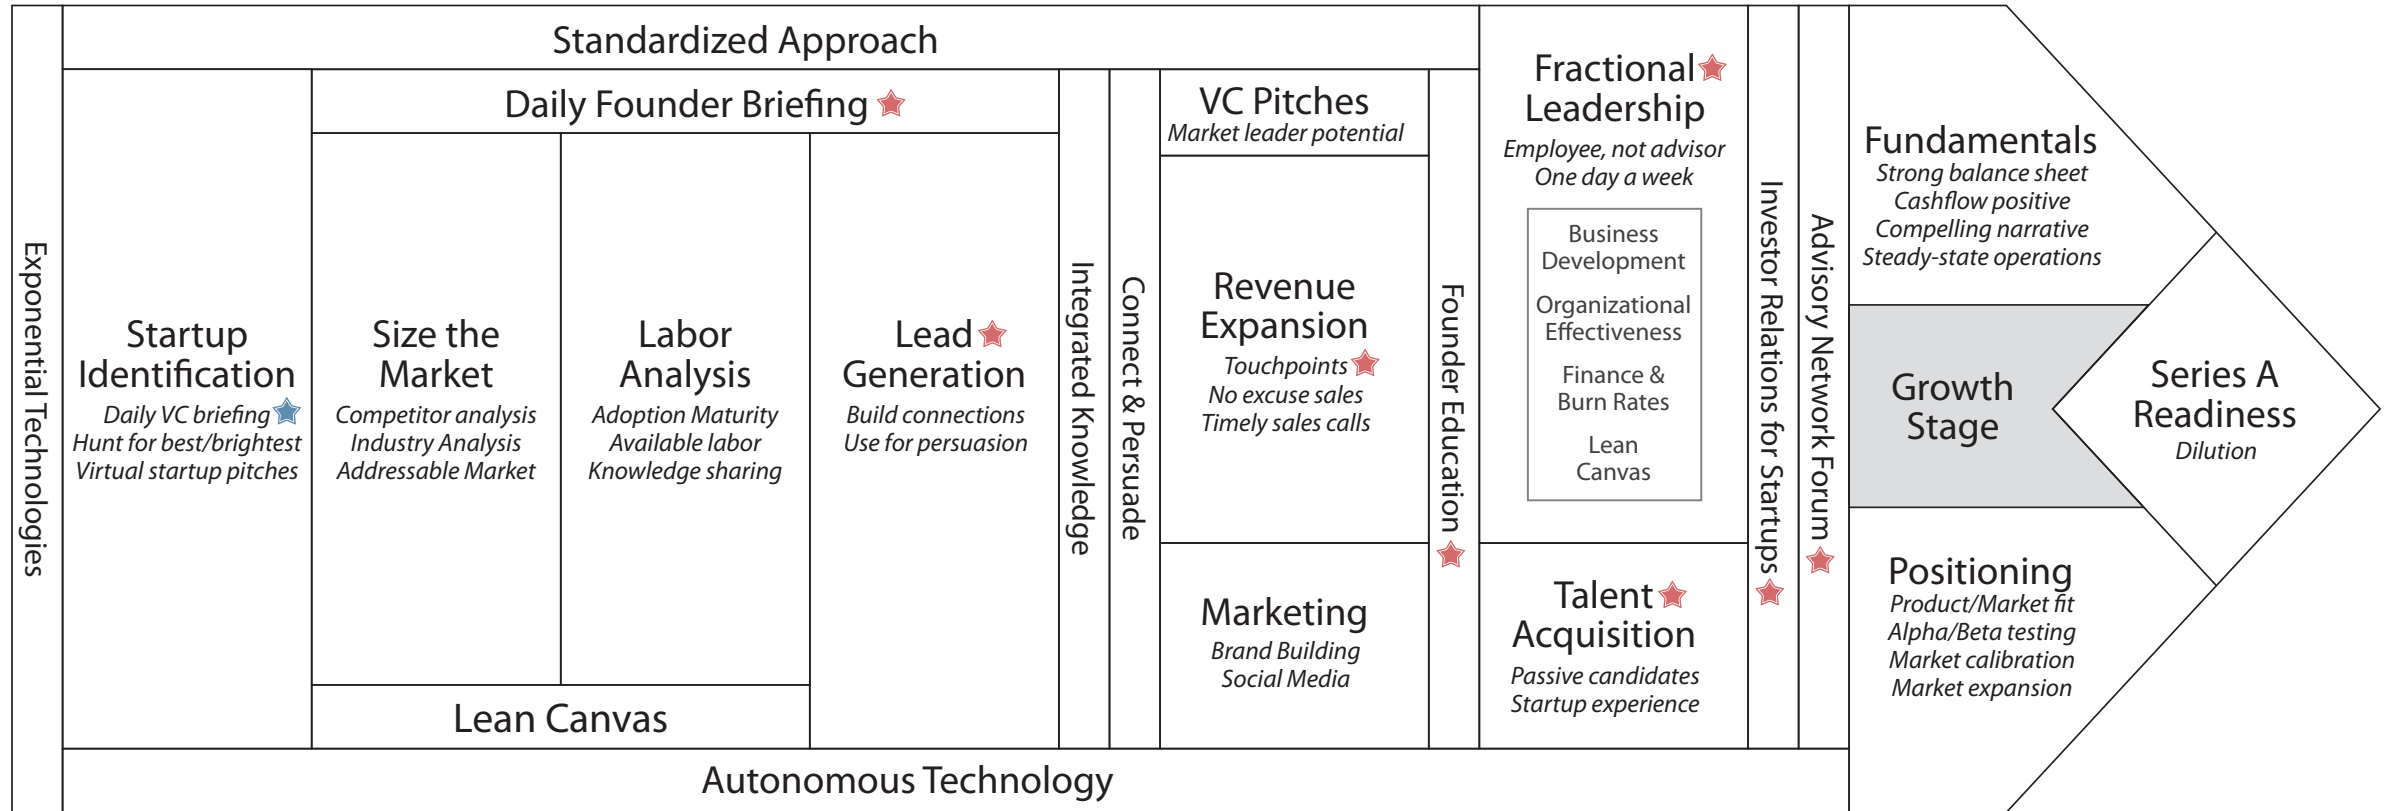 Exponential Technologies
Standardized Approach
Startup
Identification
Daily VC briefing
Hunt for best/brightest
Virtual startup pitches
Daily Founder Briefing
Size the
Market
Competitor analysis
Industry Analysis
Addressable Market
Labor
Analysis
Adoption Maturity
Available labor
Knowledge sharing
Lead
Generation
Build connections
Use for persuasion
Lean Canvas
Integrated Knowledge
Connect & Persuade
VC Pitches
Market leader potential
Revenue
Expansion
Touchpoints
No excuse sales
Timely sales calls
Marketing
Brand Building
Social Media
Founder Education
Fractional
Leadership
Employee, not advisor
One day a week
Business
Development
Organizational
Effectiveness
Finance &
Burn Rates
Lean
Canvas
Talent
Acquisition
Passive candidates
Startup experience
Investor Relations for Startups
Advisory Network Forum
Autonomous Technology
Fundamentals
Strong balance sheet
Cashflow positive
Compelling narrative
Steady-state operations
Growth
Stage
Positioning
Product/Market fit
Alpha/Beta testing
Market calibration
Market expansion
Series A
Readiness
Dilution